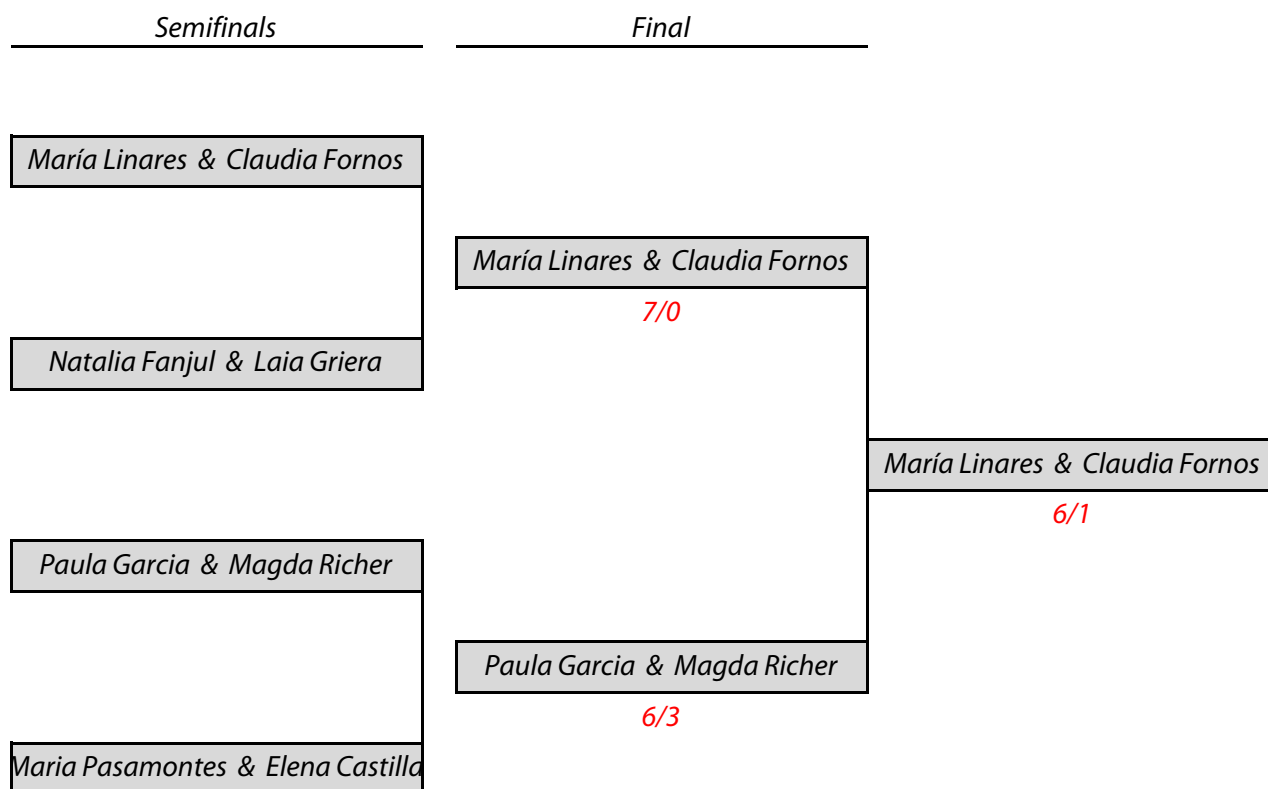 Semifinals
Final
María Linares & Claudia Fornos
María Linares & Claudia Fornos
7/0
Natalia Fanjul & Laia Griera
María Linares & Claudia Fornos
6/1
Paula Garcia & Magda Richer
Paula Garcia & Magda Richer
6/3
Maria Pasamontes & Elena Castilla